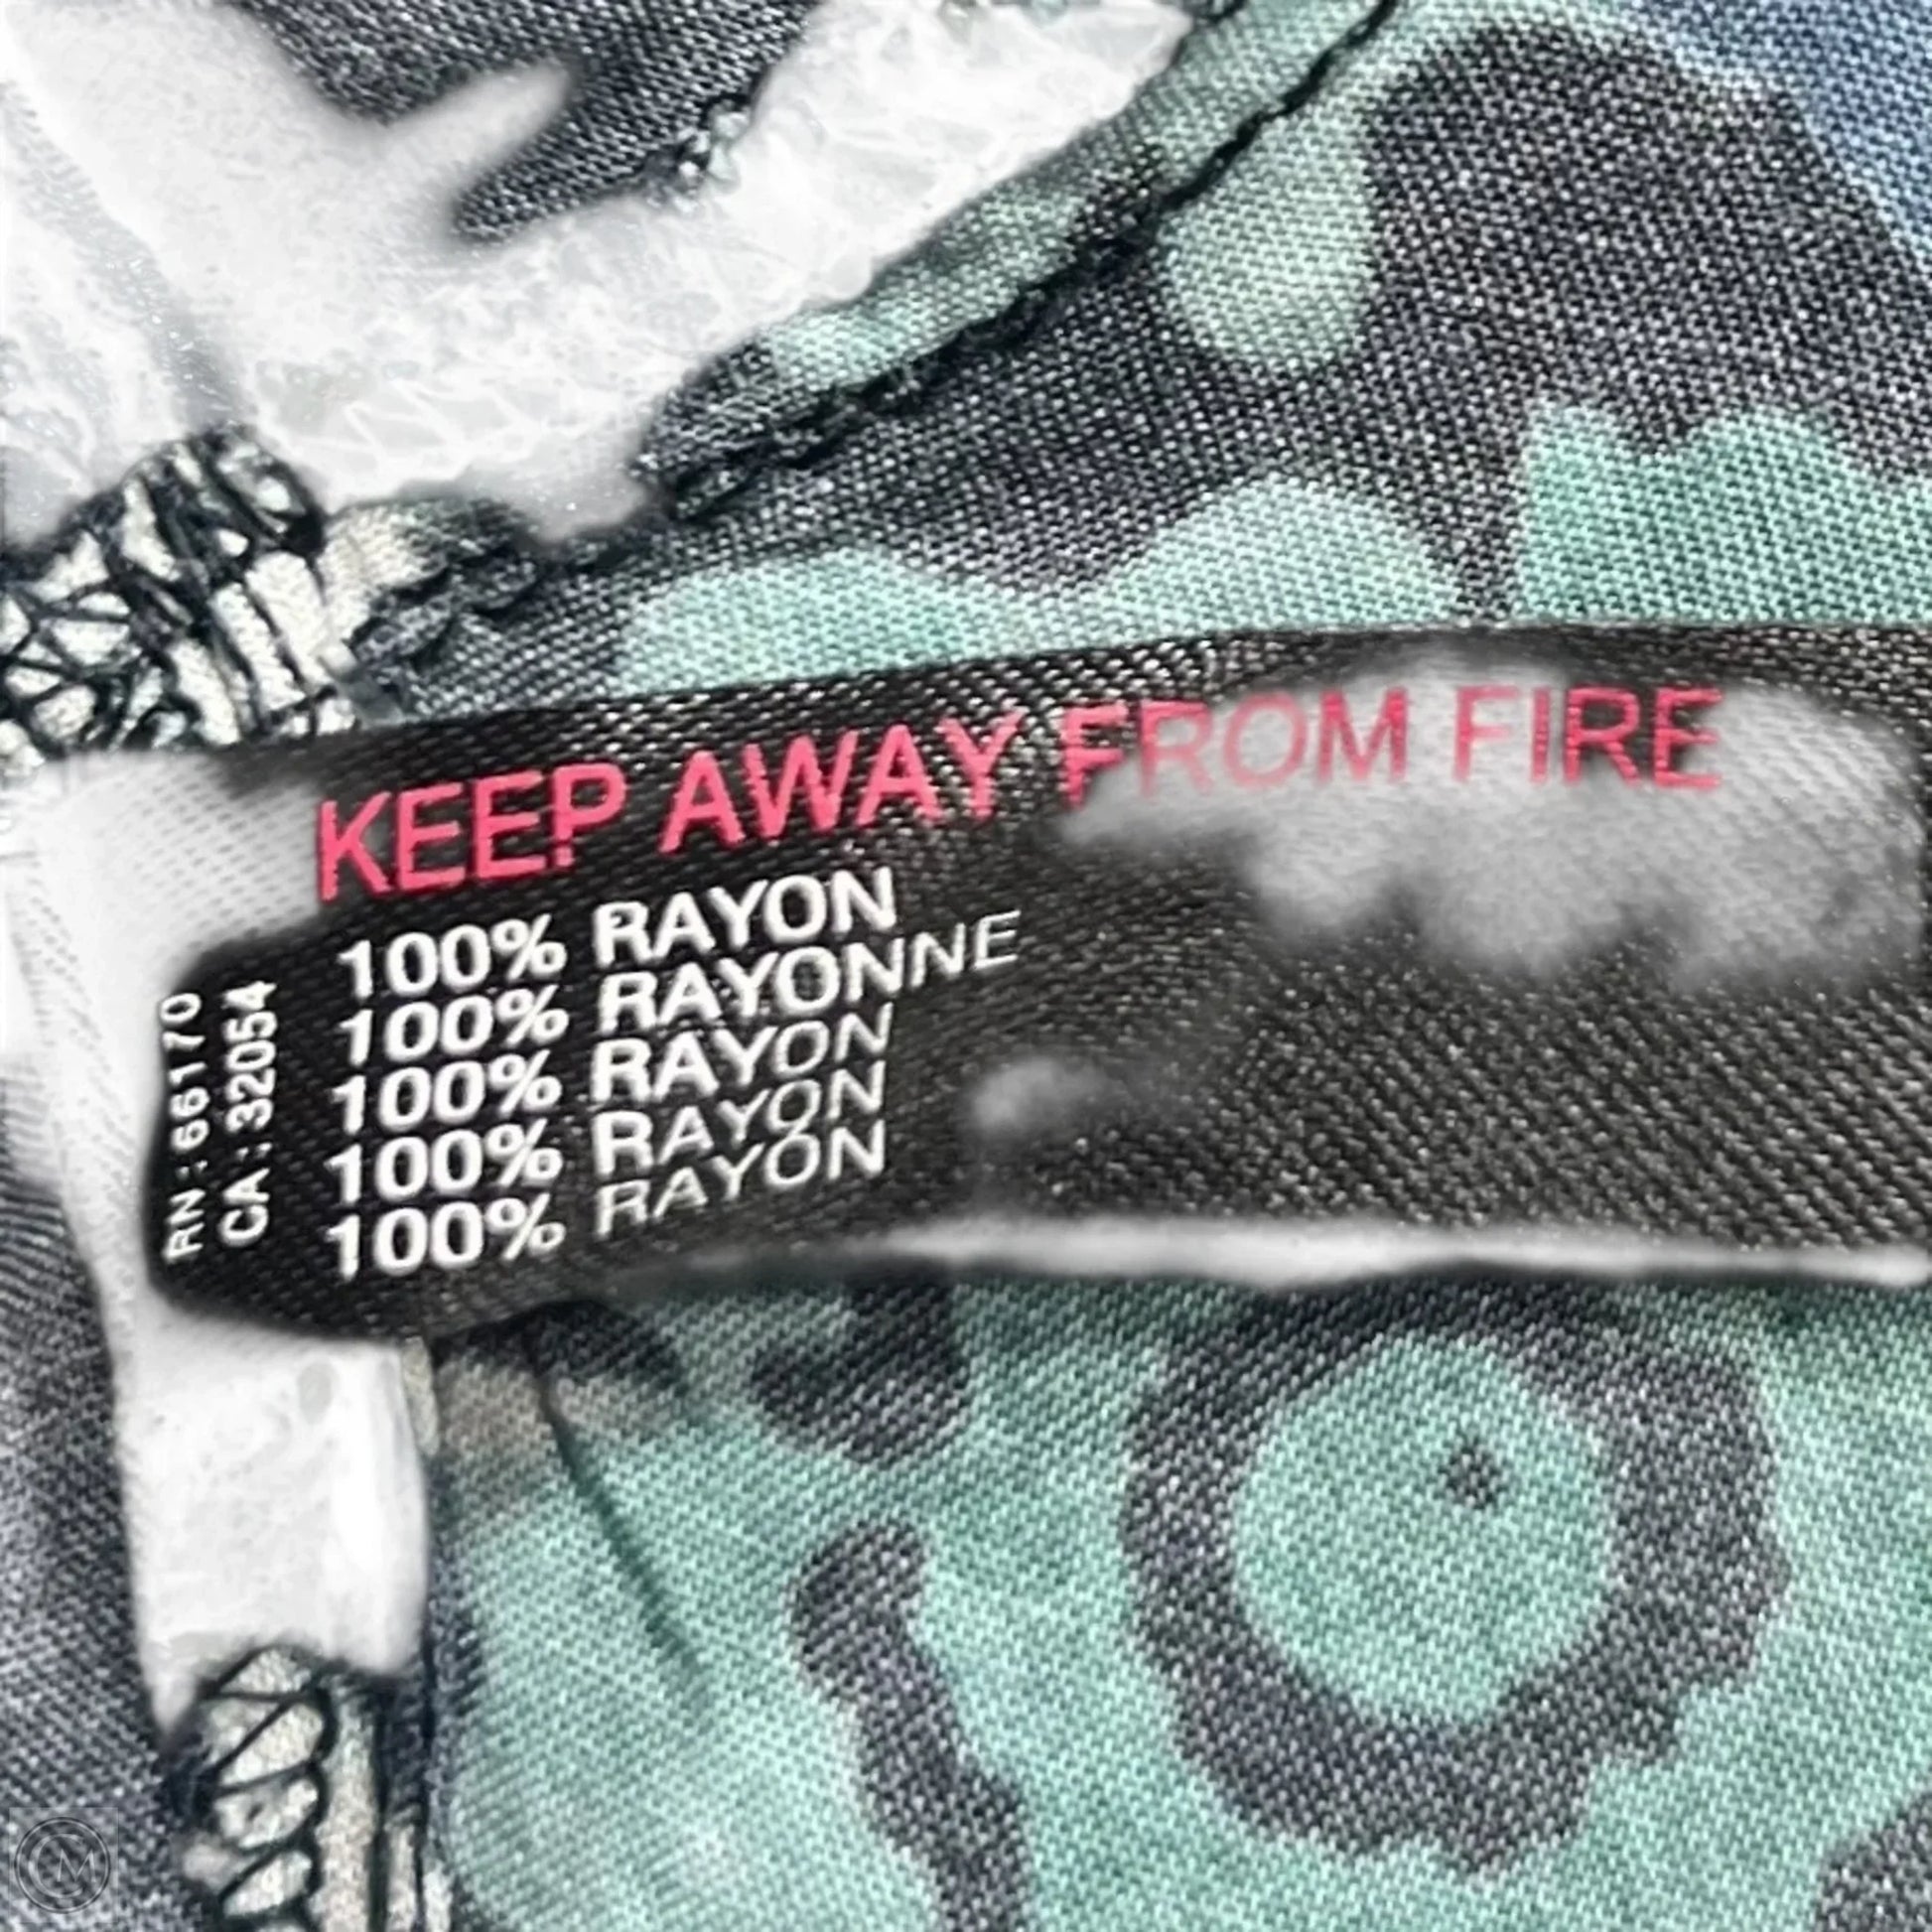 KEEP AWAY FROM FIRE
100% RAYON
100% RAYONNE
100% RAYON
100% RAYON
100% RAYON
RN : 66170
CA : 32054